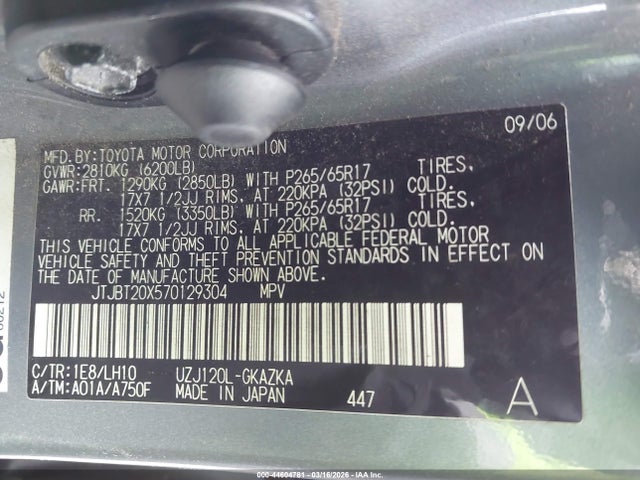 09/06
MFD. BY: TOYOTA MOTOR CORPORATION
GVWR: 2810KG (6200LB)
GAWR: FRT. 1290KG (2850LB) WITH P265/65R17 TIRES,
17X7 1/2JJ RIMS, AT 220KPA (32PSI) COLD.
RR. 1520KG (3350LB) WITH P265/65R17 TIRES,
17X7 1/2JJ RIMS, AT 220KPA (32PSI) COLD.
THIS VEHICLE CONFORMS TO ALL APPLICABLE FEDERAL MOTOR
VEHICLE SAFETY AND THEFT PREVENTION STANDARDS IN EFFECT ON
THE DATE OF MANUFACTURE SHOWN ABOVE.
JTJBT20X570129304 MPV
C/TR: 1E8/LH10 UZJ120L-GKAZKA
A/TM: A01A/A750F MADE IN JAPAN 447 A
000-44604781 - 03/16/2026 - IAA Inc.